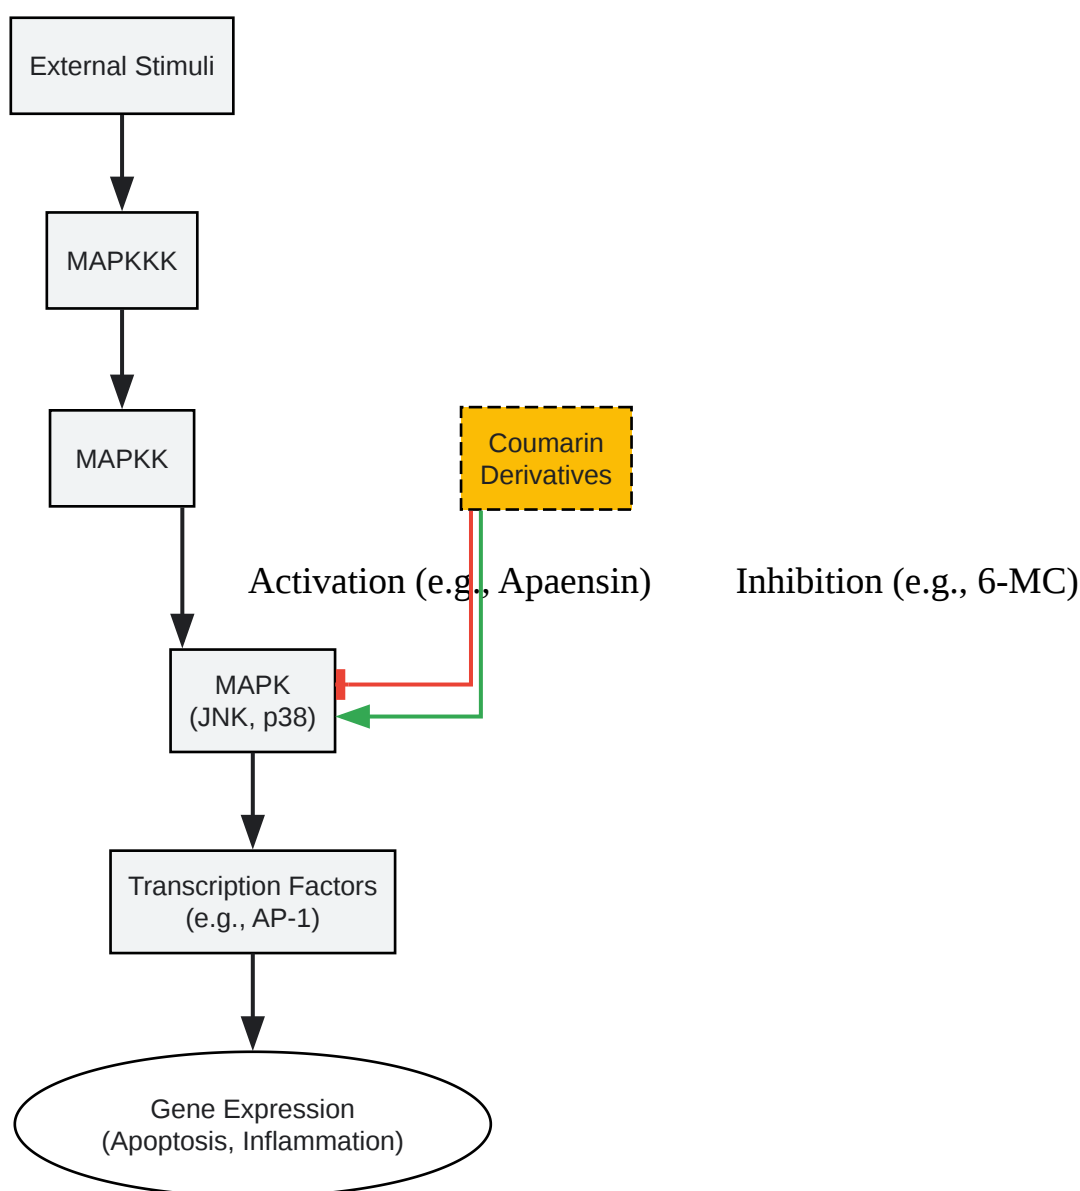 External Stimuli
MAPKKK
MAPKK
Coumarin
Derivatives
Activation (e.g., Apaensin)
Inhibition (e.g., 6-MC)
MAPK
(JNK, p38)
Transcription Factors
(e.g., AP-1)
Gene Expression
(Apoptosis, Inflammation)